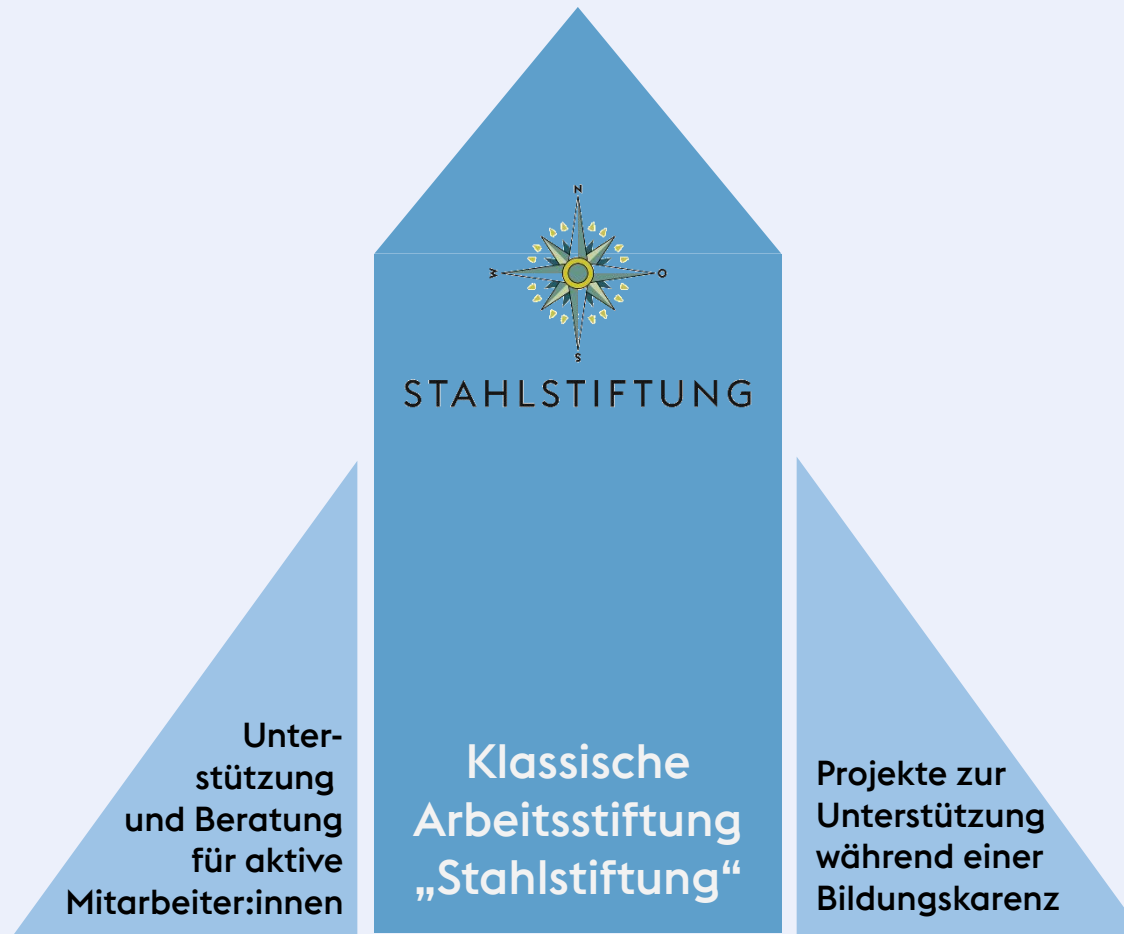 N
W
O
S
STAHLSTIFTUNG
Unter-
stützung
und Beratung
für aktive
Mitarbeiter:innen
Klassische
Arbeitsstiftung
„Stahlstiftung“
Projekte zur
Unterstützung
während einer
Bildungskarenz